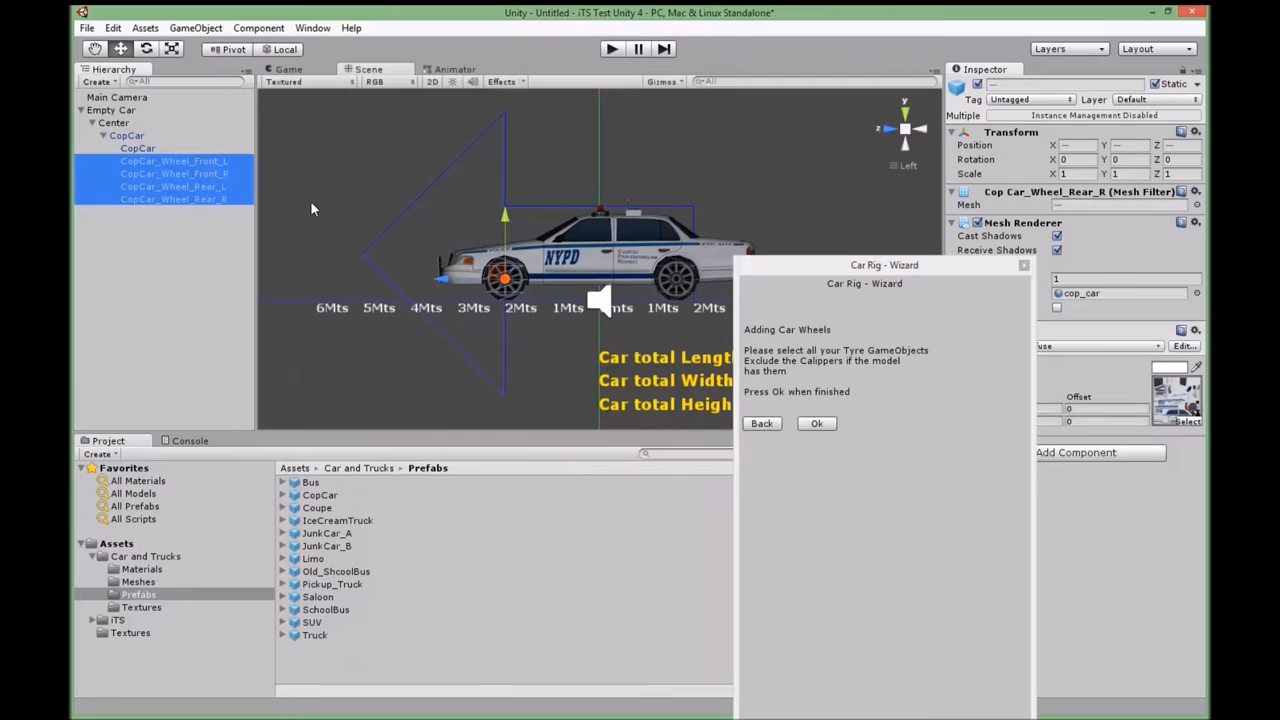 Unity - Untitled - iTS Test Unity 4 - PC, Mac & Linux Standalone*
File Edit Assets GameObject Component Window Help
Pivot Local
Layers Layout
Hierarchy
Create All
Main Camera
Empty Car
Center
CopCar
CopCar
CopCar_Wheel_Front_L
CopCar_Wheel_Front_R
CopCar_Wheel_Rear_L
CopCar_Wheel_Rear_R
Game Scene Animator
Textured RGB 2D Effects Gizmos All
y
z
Left
NYPD
6Mts 5Mts 4Mts 3Mts 2Mts 1Mts mts 1Mts 2Mts
Car total Length
Car total Width
Car total Heigh
Inspector
—
Static
Tag Untagged Layer Default
Multiple Instance Management Disabled
Transform
Position X — Y — Z —
Rotation X 0 Y 0 Z 0
Scale X 1 Y 1 Z 1
Cop Car_Wheel_Rear_R (Mesh Filter)
Mesh —
Mesh Renderer
Cast Shadows
Receive Shadows
1
cop_car
fuse Edit...
Offset
0
0
Select
Add Component
Car Rig - Wizard
Car Rig - Wizard
Adding Car Wheels
Please select all your Tyre GameObjects
Exclude the Calippers if the model
has them
Press Ok when finished
Back Ok
Project Console
Create
Favorites
All Materials
All Models
All Prefabs
All Scripts
Assets
Car and Trucks
Materials
Meshes
Prefabs
Textures
iTS
Textures
Assets Car and Trucks Prefabs
Bus
CopCar
Coupe
IceCreamTruck
JunkCar_A
JunkCar_B
Limo
Old_ShcoolBus
Pickup_Truck
Saloon
SchoolBus
SUV
Truck